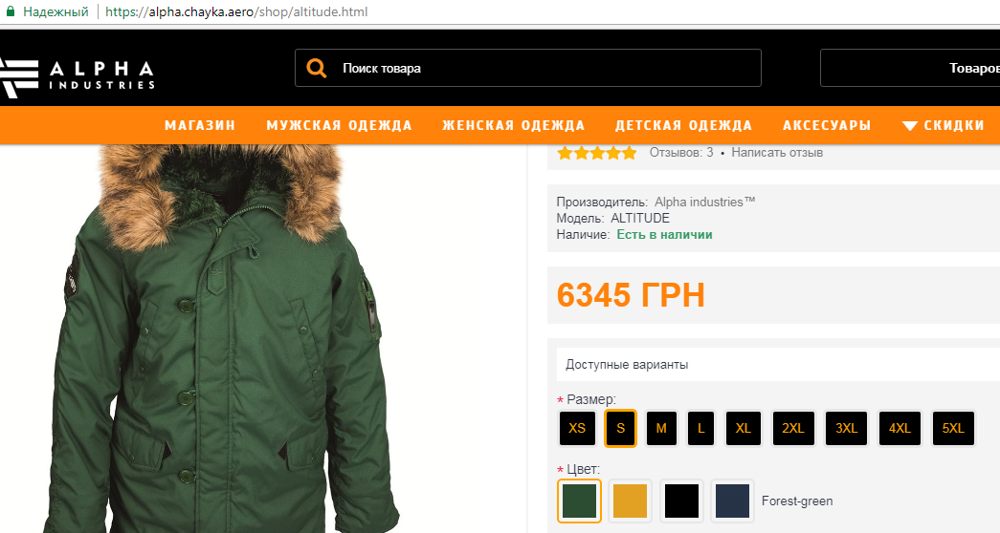 Надежный https://alpha.chayka.aero/shop/altitude.html
ALPHA
INDUSTRIES
Поиск товара
Товаров
МАГАЗИН МУЖСКАЯ ОДЕЖДА ЖЕНСКАЯ ОДЕЖДА ДЕТСКАЯ ОДЕЖДА АКСЕСУАРЫ СКИДКИ
Отзывов: 3 • Написать отзыв
Производитель: Alpha industries™
Модель: ALTITUDE
Наличие: Есть в наличии
6345 ГРН
Доступные варианты
* Размер:
XS S M L XL 2XL 3XL 4XL 5XL
* Цвет:
Forest-green